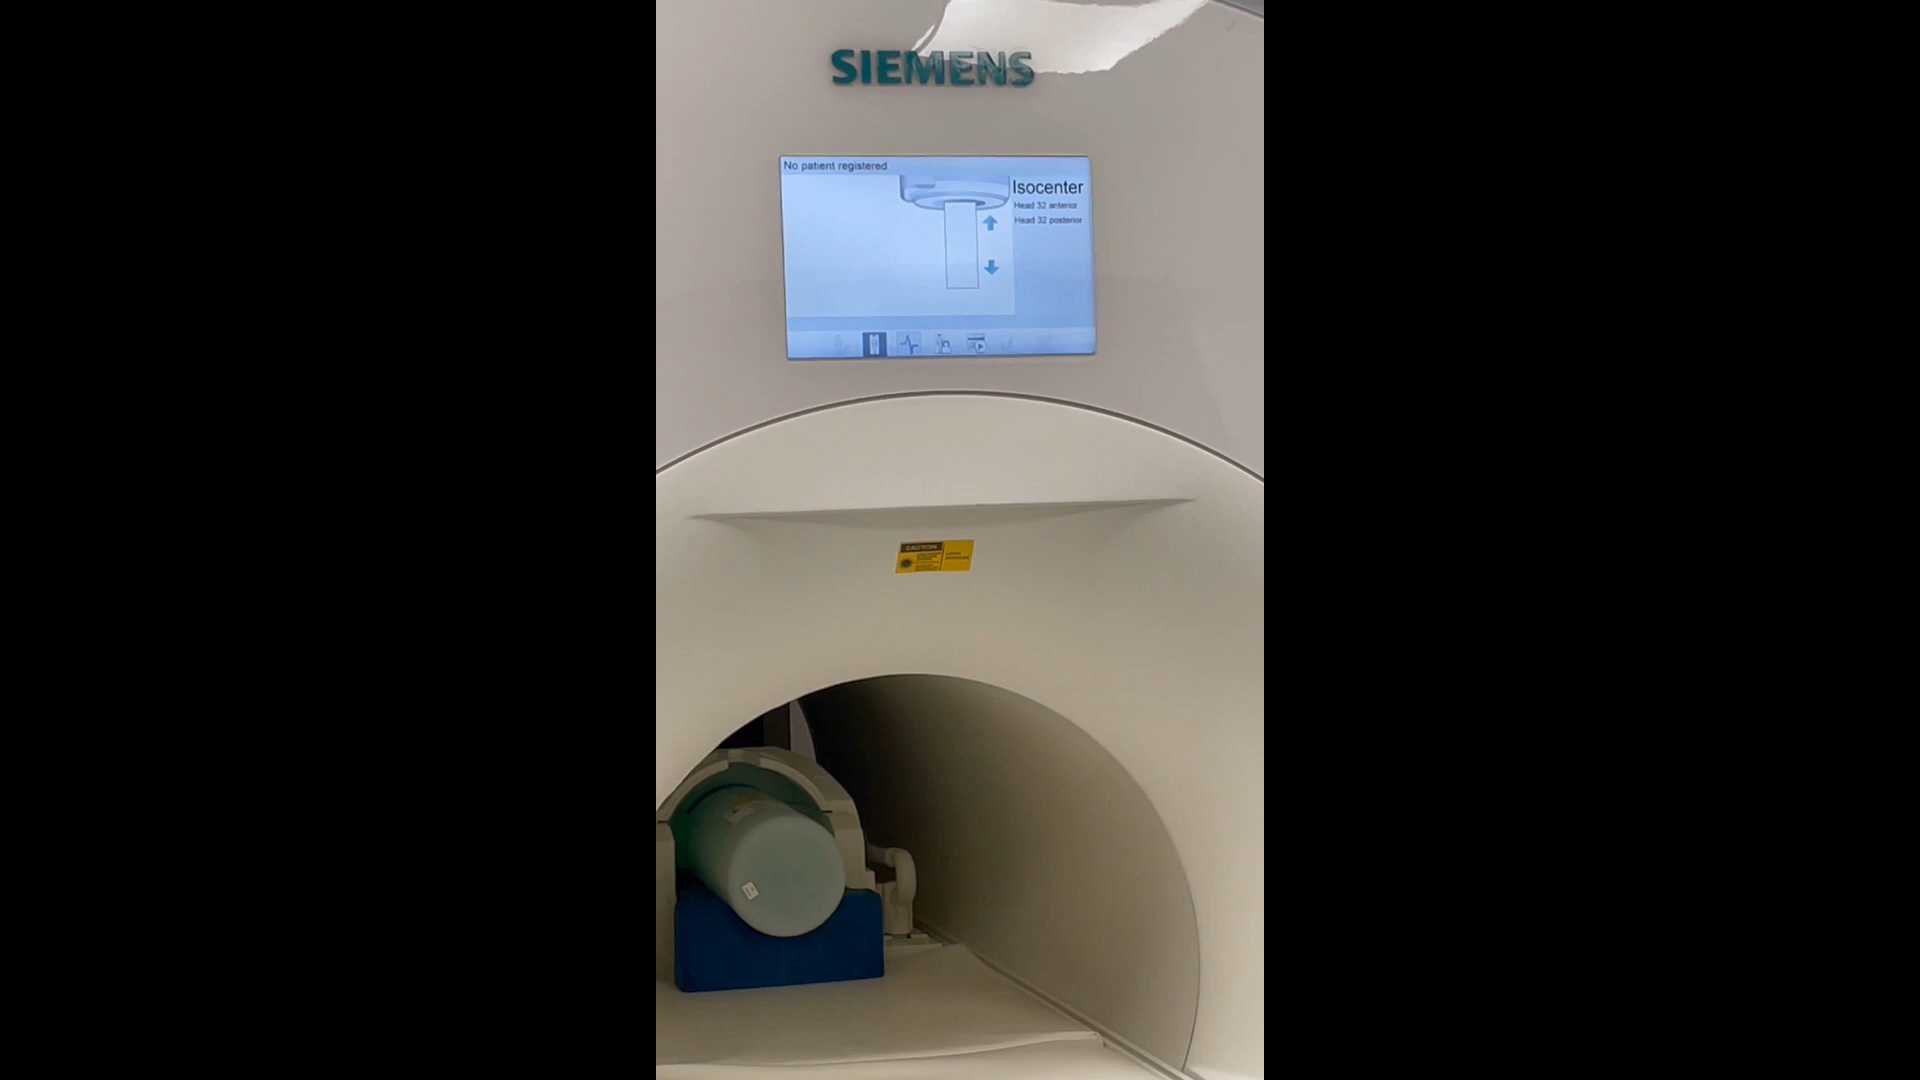 SIEMENS
No patient registered
Isocenter
Head 32 anterior
Head 32 posterior
CAUTION